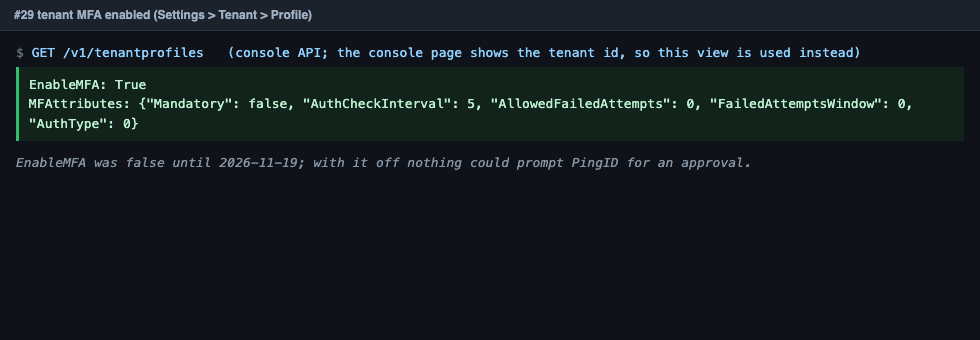 #29 tenant MFA enabled (Settings > Tenant > Profile)
$ GET /v1/tenantprofiles (console API; the console page shows the tenant id, so this view is used instead)
EnableMFA: True
MFAttributes: {"Mandatory": false, "AuthCheckInterval": 5, "AllowedFailedAttempts": 0, "FailedAttemptsWindow": 0,
"AuthType": 0}
EnableMFA was false until 2026-11-19; with it off nothing could prompt PingID for an approval.